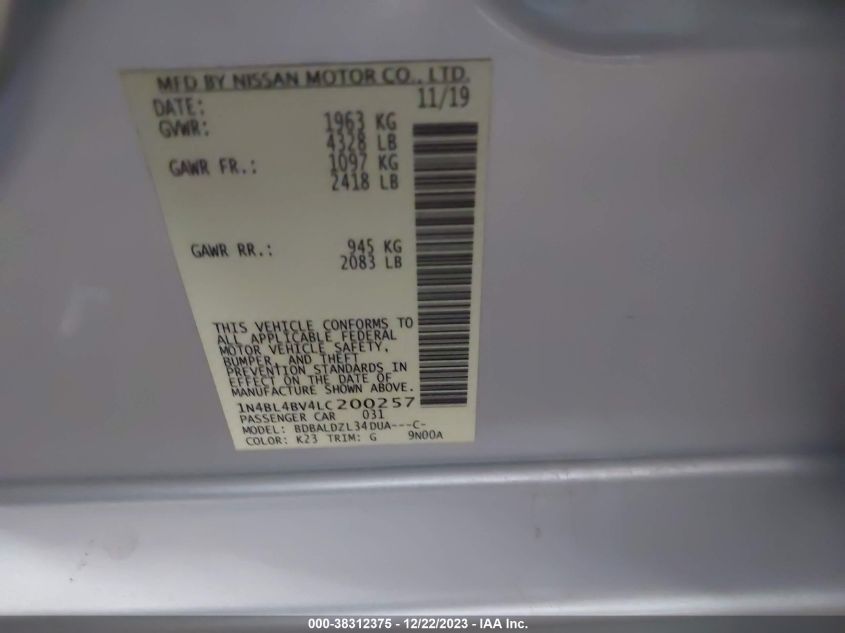 MFD BY NISSAN MOTOR CO., LTD.
DATE: 11/19
GVWR: 1963 KG
4328 LB
GAWR FR.: 1097 KG
2418 LB
GAWR RR.: 945 KG
2083 LB
THIS VEHICLE CONFORMS TO
ALL APPLICABLE FEDERAL
MOTOR VEHICLE SAFETY,
BUMPER, AND THEFT
PREVENTION STANDARDS IN
EFFECT ON THE DATE OF
MANUFACTURE SHOWN ABOVE.
1N4BL4BV4LC200257
PASSENGER CAR 031
MODEL: BDBALDZL34DUA---C-
COLOR: K23 TRIM: G 9N00A
000-38312375 - 12/22/2023 - IAA Inc.